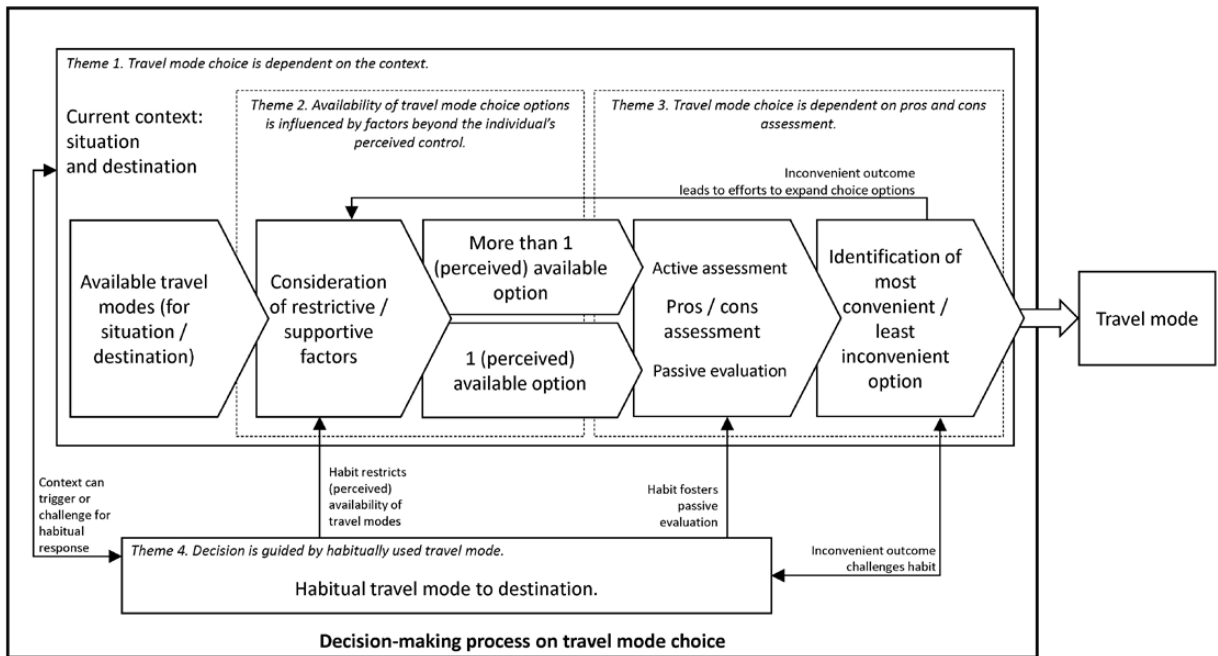 Theme 1. Travel mode choice is dependent on the context.
Current context:
situation
and destination
Theme 2. Availability of travel mode choice options
is influenced by factors beyond the individual's
perceived control.
Theme 3. Travel mode choice is dependent on pros and cons
assessment.
Inconvenient outcome
leads to efforts to expand choice options
Available travel
modes (for
situation /
destination)
Consideration
of restrictive /
supportive
factors
More than 1
(perceived) available
option
1 (perceived)
available option
Active assessment
Pros / cons
assessment
Passive evaluation
Identification of
most
convenient /
least
inconvenient
option
Travel mode
Context can
trigger or
challenge for
habitual
response
Habit restricts
(perceived)
availability of
travel modes
Habit fosters
passive
evaluation
Inconvenient outcome
challenges habit
Theme 4. Decision is guided by habitually used travel mode.
Habitual travel mode to destination.
Decision-making process on travel mode choice